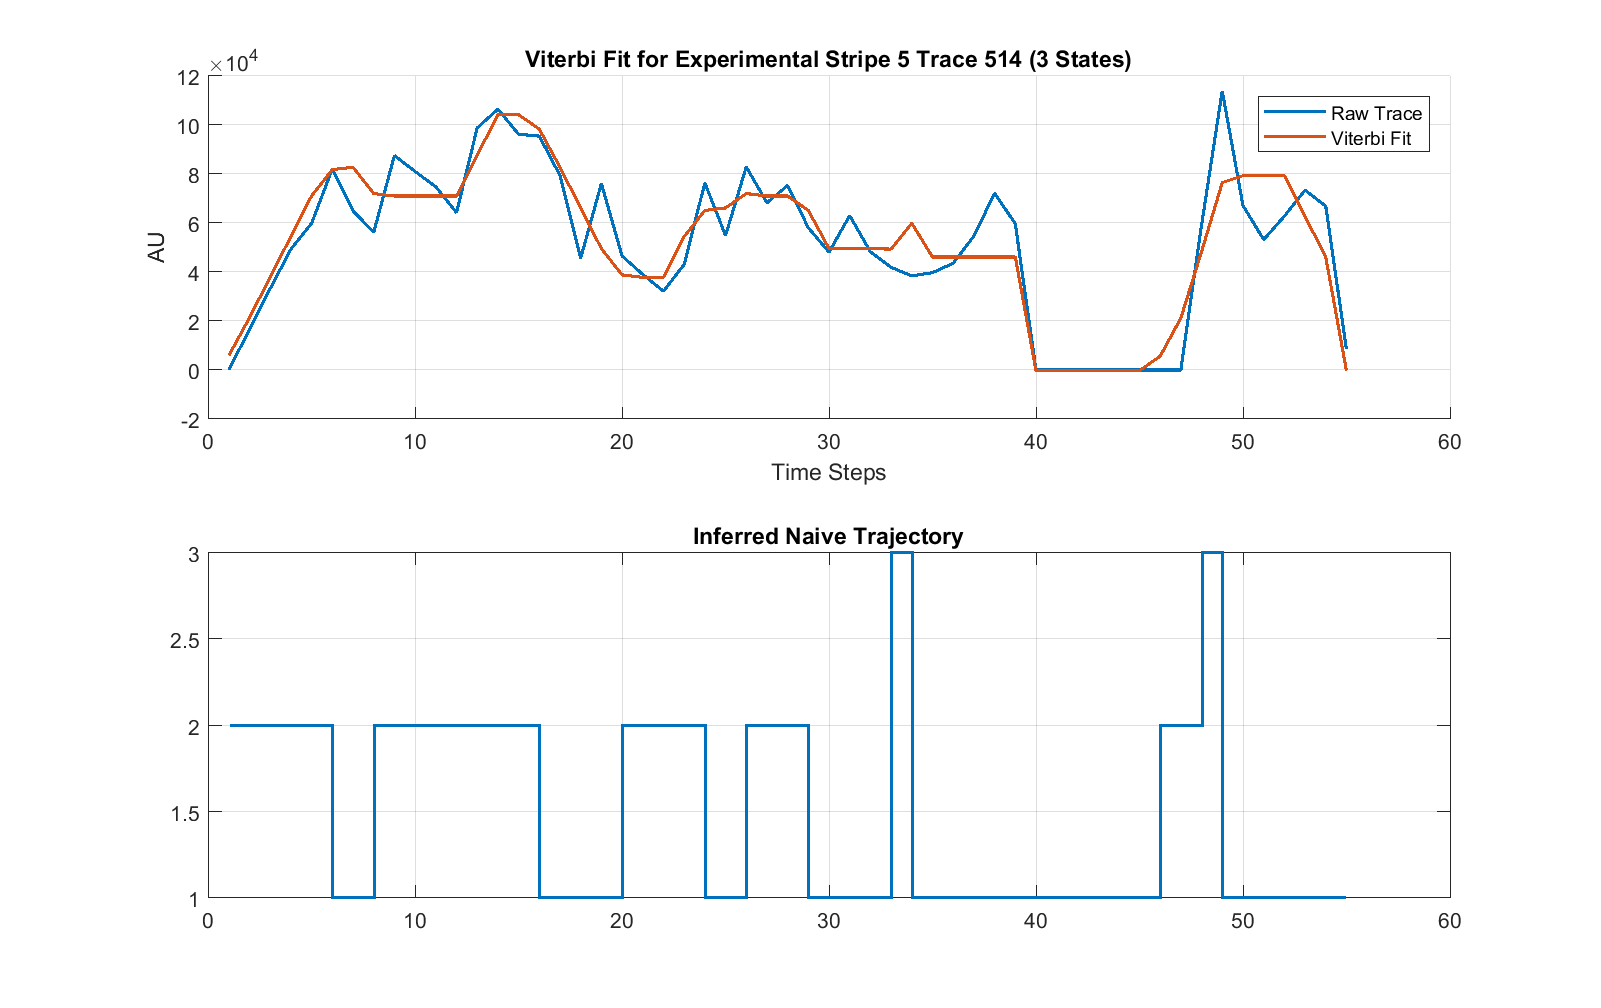 Viterbi Fit for Experimental Stripe 5 Trace 514 (3 States)
×10⁴
12
10
8
6
4
2
0
-2
AU
Raw Trace
Viterbi Fit
0 10 20 30 40 50 60
Time Steps
Inferred Naive Trajectory
3
2.5
2
1.5
1
0 10 20 30 40 50 60